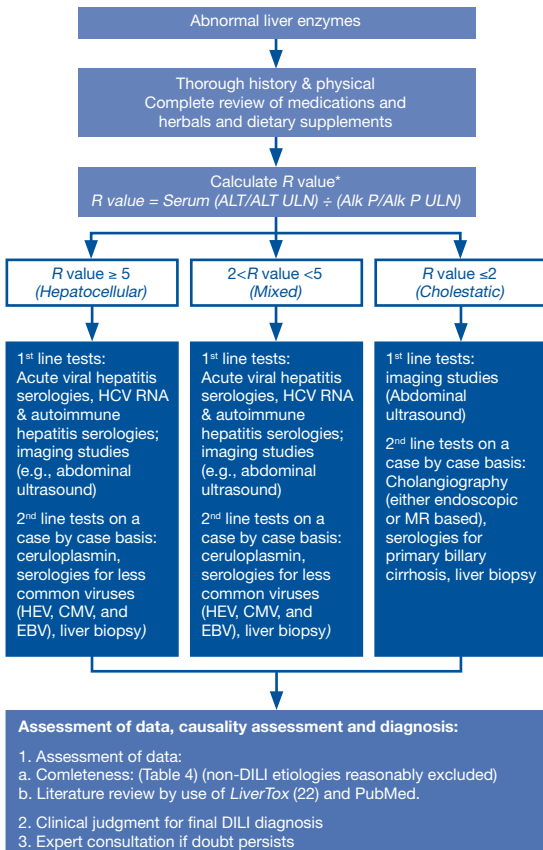 Abnormal liver enzymes
Thorough history & physical
Complete review of medications and
herbals and dietary supplements
Calculate R value*
R value = Serum (ALT/ALT ULN) ÷ (Alk P/Alk P ULN)
R value ≥ 5
(Hepatocellular)
2<R value <5
(Mixed)
R value ≤2
(Cholestatic)
1st line tests:
Acute viral hepatitis
serologies, HCV RNA
& autoimmune
hepatitis serologies;
imaging studies
(e.g., abdominal
ultrasound)
2nd line tests on a
case by case basis:
ceruloplasmin,
serologies for less
common viruses
(HEV, CMV, and
EBV), liver biopsy)
1st line tests:
Acute viral hepatitis
serologies, HCV RNA
& autoimmune
hepatitis serologies;
imaging studies
(e.g., abdominal
ultrasound)
2nd line tests on a
case by case basis:
ceruloplasmin,
serologies for less
common viruses
(HEV, CMV, and
EBV), liver biopsy)
1st line tests:
imaging studies
(Abdominal
ultrasound)
2nd line tests on a
case by case basis:
Cholangiography
(either endoscopic
or MR based),
serologies for
primary billary
cirrhosis, liver biopsy
Assessment of data, causality assessment and diagnosis:
1. Assessment of data:
a. Comleteness: (Table 4) (non-DILI etiologies reasonably excluded)
b. Literature review by use of LiverTox (22) and PubMed.
2. Clinical judgment for final DILI diagnosis
3. Expert consultation if doubt persists